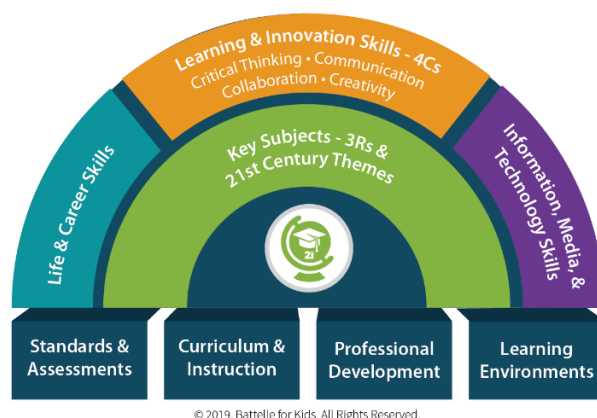 Learning & Innovation Skills - 4Cs
Critical Thinking • Communication
Collaboration • Creativity
Life & Career Skills
Key Subjects - 3Rs &
21st Century Themes
Information, Media, &
Technology Skills
21
Standards &
Assessments
Curriculum &
Instruction
Professional
Development
Learning
Environments
© 2019, Battelle for Kids. All Rights Reserved.